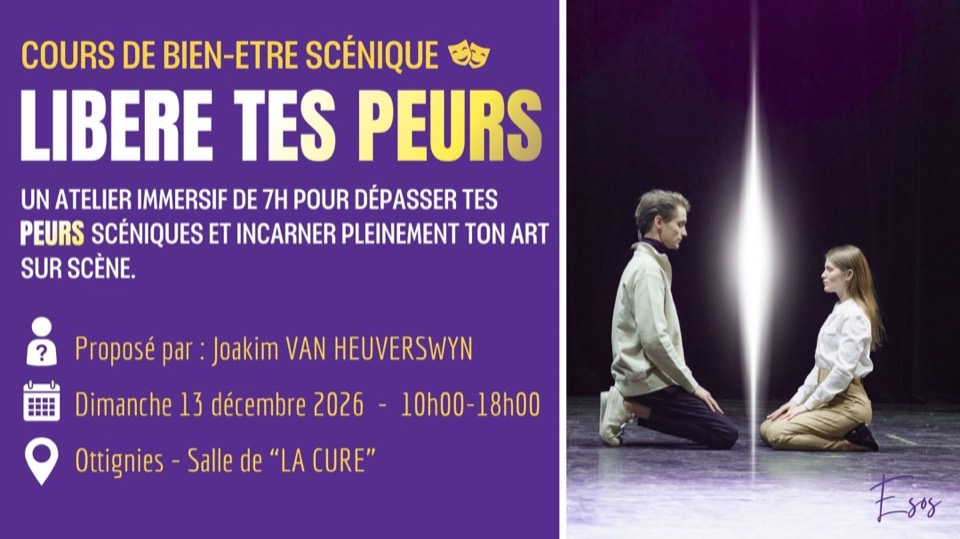 COURS DE BIEN-ETRE SCÉNIQUE
LIBERE TES PEURS
UN ATELIER IMMERSIF DE 7H POUR DÉPASSER TES
PEURS SCÉNIQUES ET INCARNER PLEINEMENT TON ART
SUR SCÈNE.
?
Proposé par : Joakim VAN HEUVERSWYN
Dimanche 13 décembre 2026 - 10h00-18h00
Ottignies - Salle de “LA CURE”
Esos